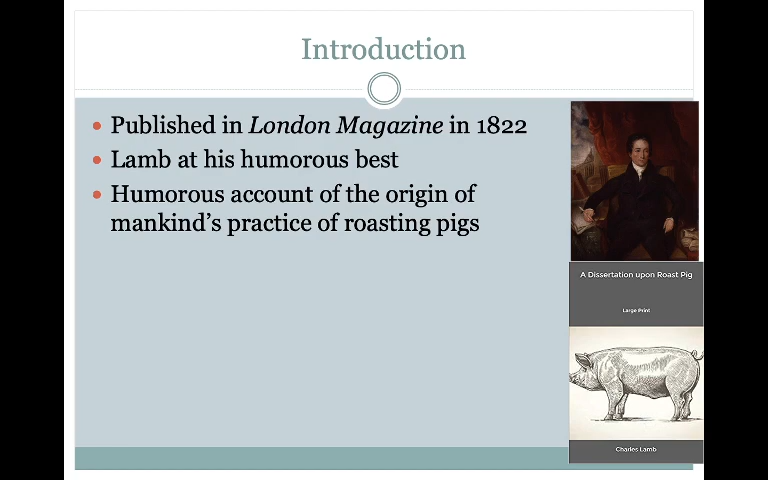 Introduction
• Published in London Magazine in 1822
• Lamb at his humorous best
• Humorous account of the origin of
mankind’s practice of roasting pigs
A Dissertation upon Roast Pig
Large Print
Charles Lamb